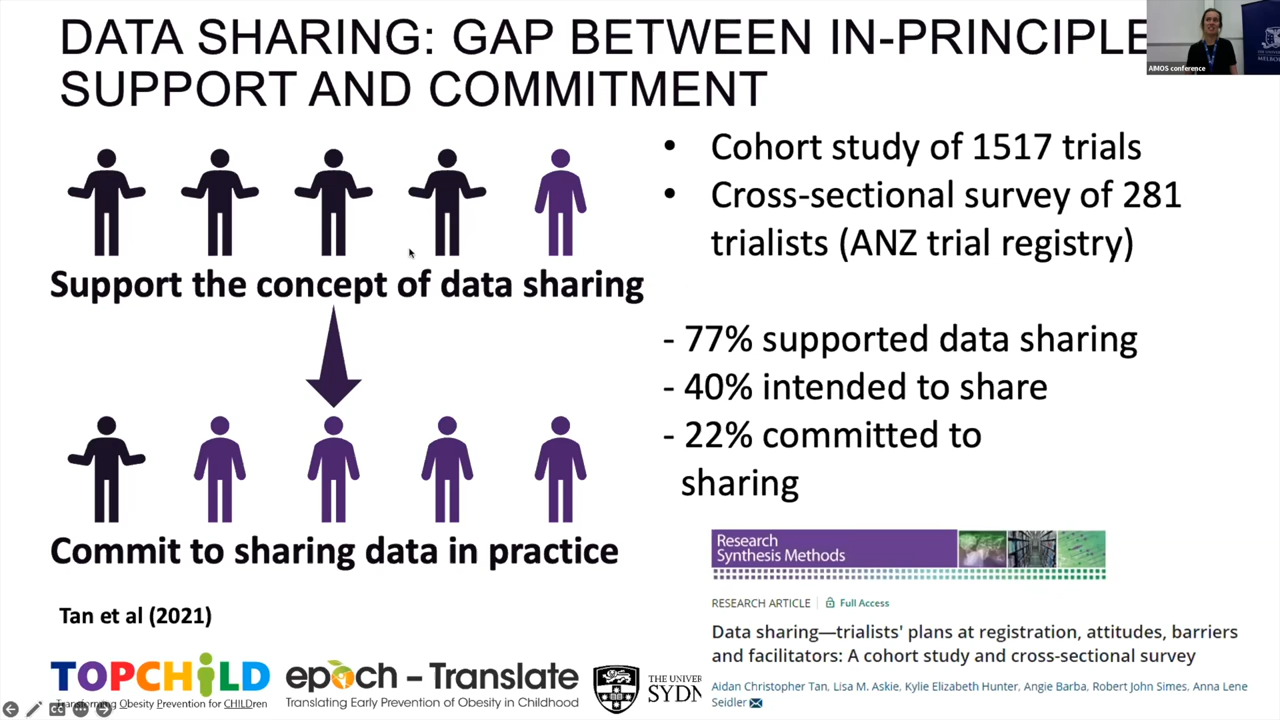 DATA SHARING: GAP BETWEEN IN-PRINCIPLE
SUPPORT AND COMMITMENT
AIMOS conference
Support the concept of data sharing
Commit to sharing data in practice
Tan et al (2021)
• Cohort study of 1517 trials
• Cross-sectional survey of 281
trialists (ANZ trial registry)
- 77% supported data sharing
- 40% intended to share
- 22% committed to
sharing
Research
Synthesis Methods
RESEARCH ARTICLE
Full Access
Data sharing—trialists' plans at registration, attitudes, barriers
and facilitators: A cohort study and cross-sectional survey
Aidan Christopher Tan, Lisa M. Askie, Kylie Elizabeth Hunter, Angie Barba, Robert John Simes, Anna Lene
Seidler
TOPCHiLD
Transforming Obesity Prevention for CHILDren
epoch – Translate
Translating Early Prevention of Obesity in Childhood
THE UNIVER
SYDN